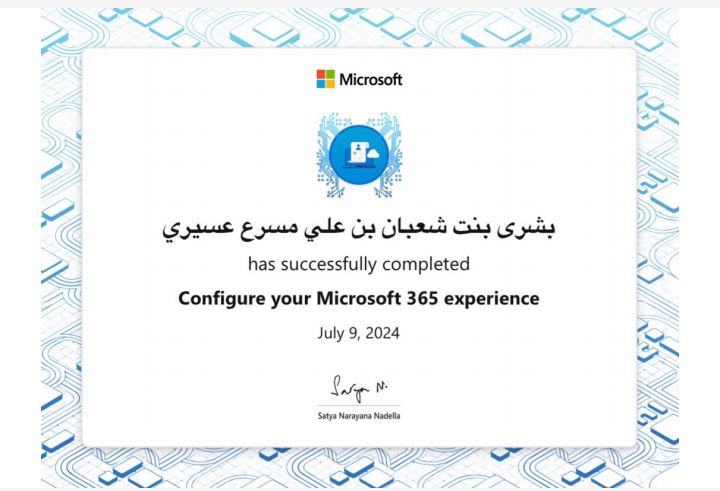 Microsoft
بشرى بنت شعبان بن علي مسرع عسيري
has successfully completed
Configure your Microsoft 365 experience
July 9, 2024
Satya N.
Satya Narayana Nadella